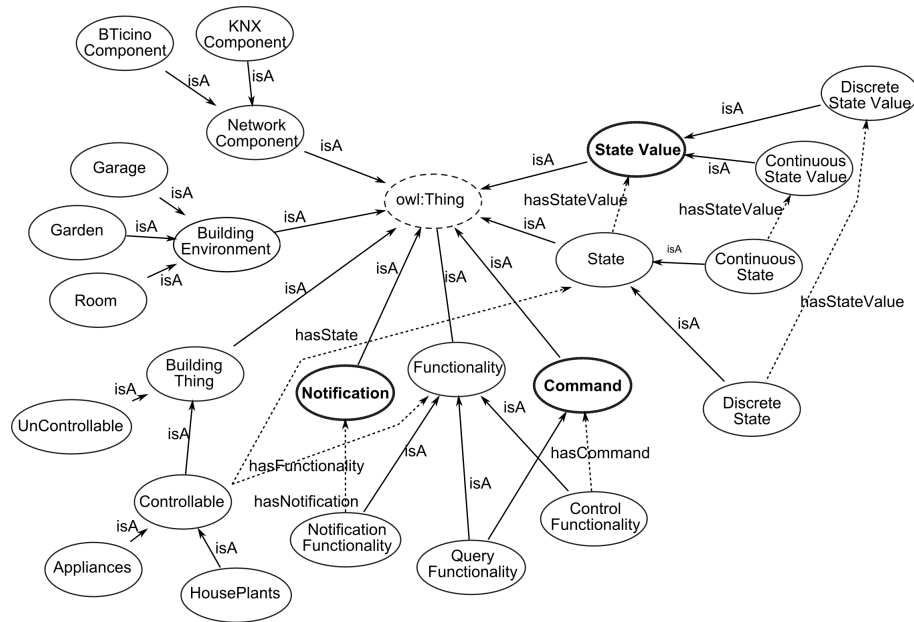 BTicino
Component
KNX
Component
isA
isA
Network
Component
isA
Discrete
State Value
isA
State Value
isA
isA
Continuous
State Value
Garage
isA
owl:Thing
hasStateValue
hasStateValue
Garden
isA
Building
Environment
isA
isA
State
isA
Continuous
State
Room
isA
isA
isA
isA
isA
hasStateValue
hasState
isA
Building
Thing
Functionality
Notification
Command
isA
UnControllable
isA
Discrete
State
isA
isA
hasFunctionality
hasCommand
isA
Controllable
hasNotification
Control
Functionality
isA
Notification
Functionality
Query
Functionality
Appliances
isA
HousePlants